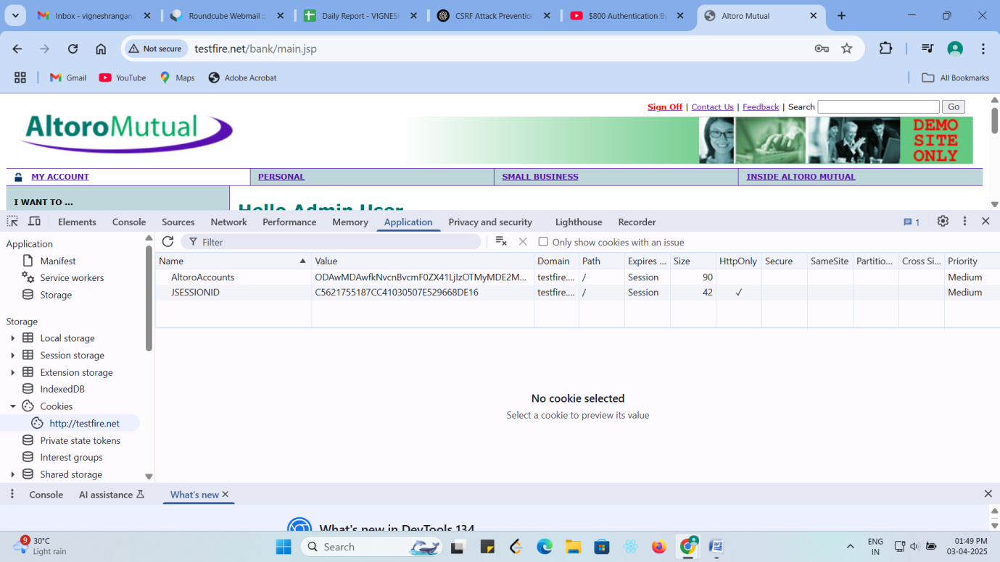 Inbox - vigneshrangana
Roundcube Webmail :
Daily Report - VIGNESH
CSRF Attack Prevention
$800 Authentication By
Altoro Mutual
Not secure
testfire.net/bank/main.jsp
Gmail
YouTube
Maps
Adobe Acrobat
All Bookmarks
Sign Off | Contact Us | Feedback | Search
Go
AltoroMutual
DEMO
SITE
ONLY
MY ACCOUNT
PERSONAL
SMALL BUSINESS
INSIDE ALTORO MUTUAL
I WANT TO ...
Hello Admin User
Elements
Console
Sources
Network
Performance
Memory
Application
Privacy and security
Lighthouse
Recorder
1
Application
Manifest
Service workers
Storage
Storage
Local storage
Session storage
Extension storage
IndexedDB
Cookies
http://testfire.net
Private state tokens
Interest groups
Shared storage
Filter
Only show cookies with an issue
Name Value Domain Path Expires ... Size HttpOnly Secure SameSite Partitio... Cross Si... Priority
AltoroAccounts ODAwMDAwfkNvcnBvcmF0ZX41LjIzOTMyMDE2M... testfire.... / Session 90 Medium
JSESSIONID C5621755187CC41030507E529668DE16 testfire.... / Session 42 ✓ Medium
No cookie selected
Select a cookie to preview its value
Console
AI assistance
What's new
What's new in DevTools 134
9
30°C
Light rain
Search
ENG
IN
01:49 PM
03-04-2025